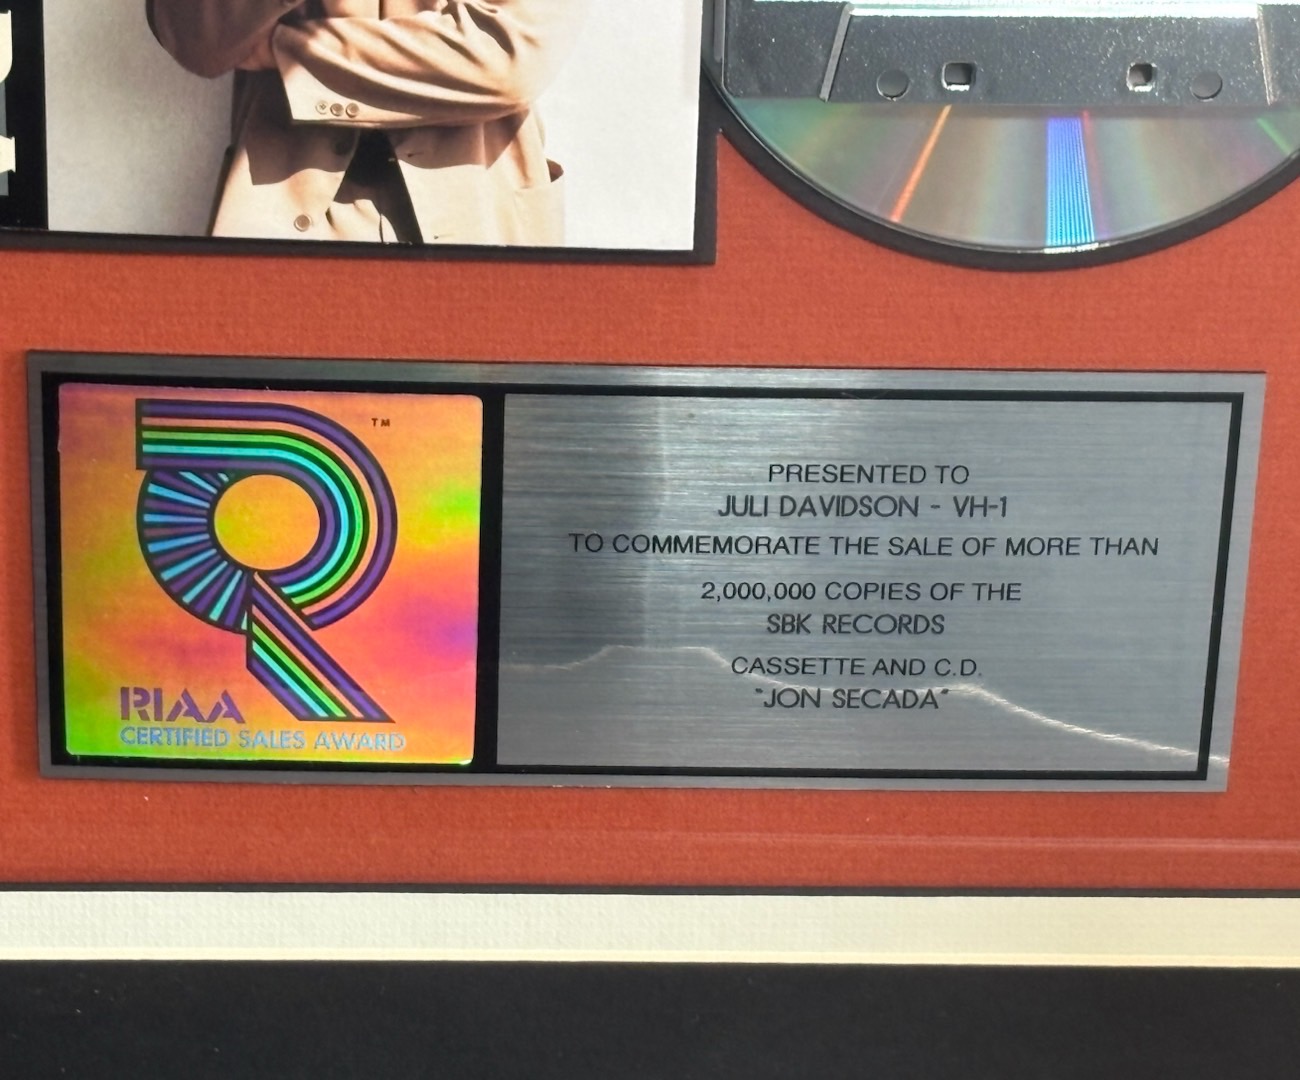 TM
RIAA
CERTIFIED SALES AWARD
PRESENTED TO
JULI DAVIDSON - VH-1
TO COMMEMORATE THE SALE OF MORE THAN
2,000,000 COPIES OF THE
SBK RECORDS
CASSETTE AND C.D.
"JON SECADA"